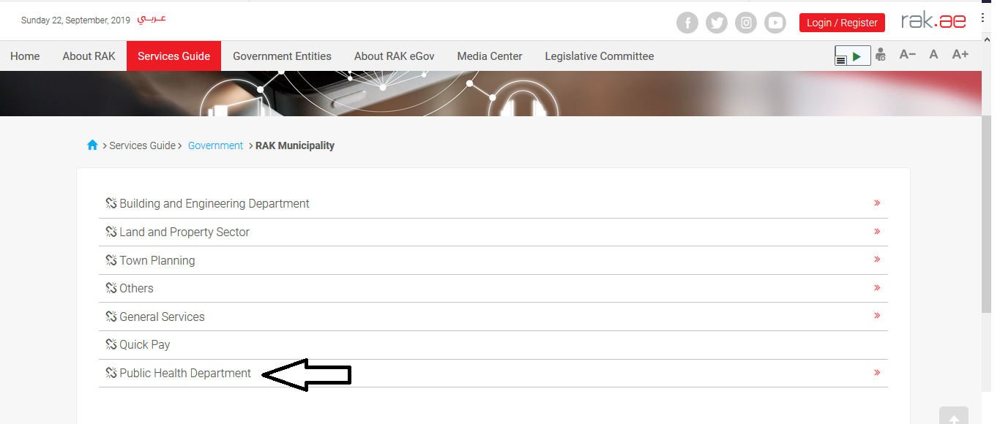 Sunday 22, September, 2019 عـربـي
Login / Register
rak.ae
Home About RAK Services Guide Government Entities About RAK eGov Media Center Legislative Committee A− A A+
> Services Guide > Government > RAK Municipality
Building and Engineering Department »
Land and Property Sector »
Town Planning »
Others »
General Services »
Quick Pay
Public Health Department »